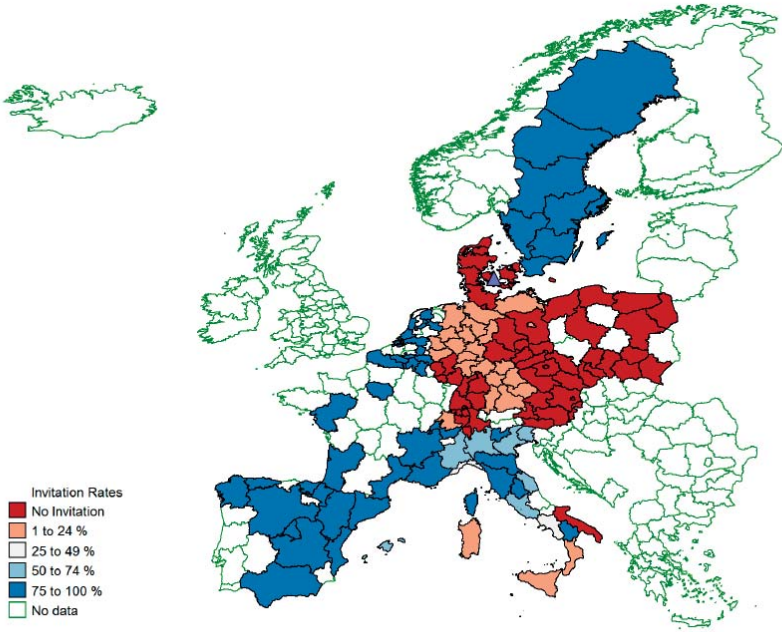 Invitation Rates
No Invitation
1 to 24 %
25 to 49 %
50 to 74 %
75 to 100 %
No data